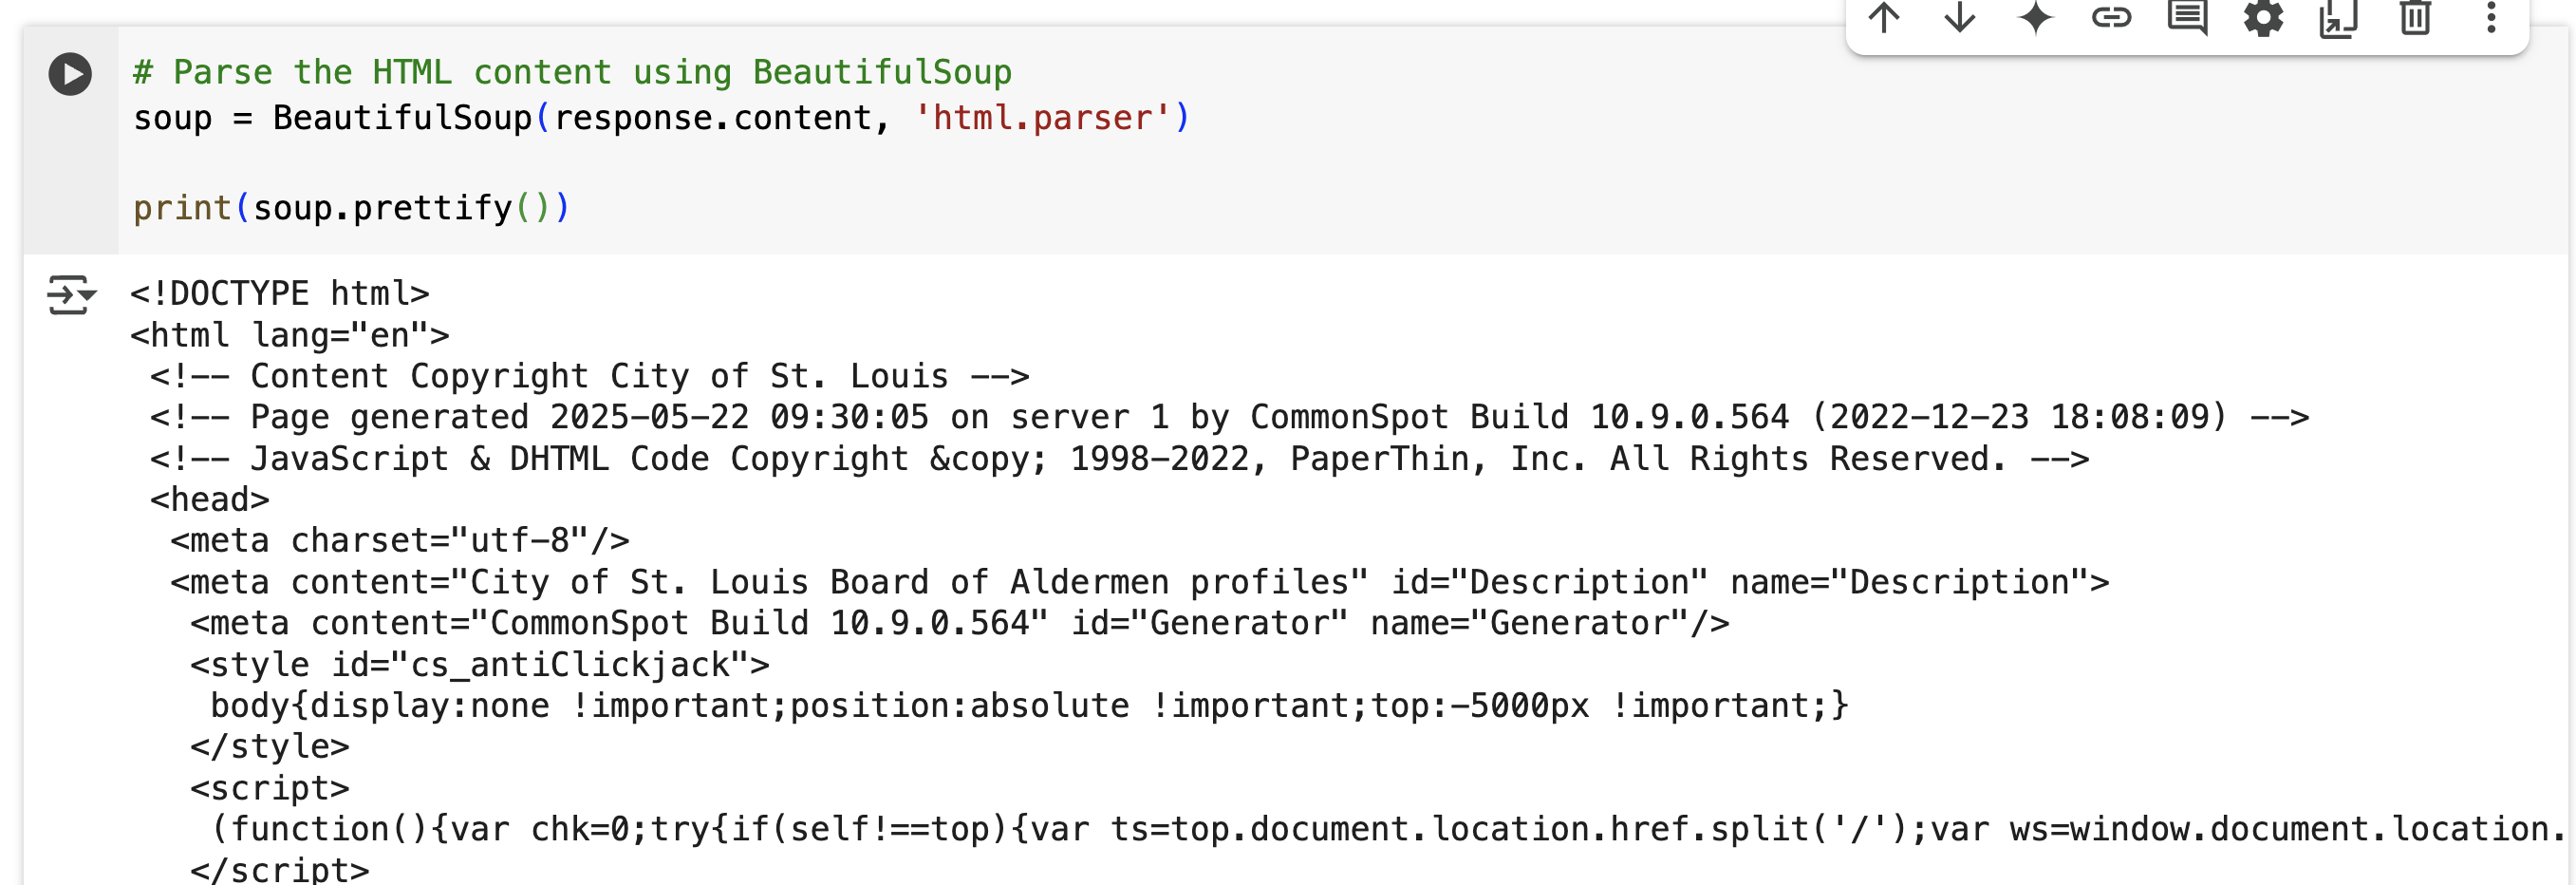 # Parse the HTML content using BeautifulSoup
soup = BeautifulSoup(response.content, 'html.parser')
print(soup.prettify())
<!DOCTYPE html>
<html lang="en">
<!-- Content Copyright City of St. Louis -->
<!-- Page generated 2025-05-22 09:30:05 on server 1 by CommonSpot Build 10.9.0.564 (2022-12-23 18:08:09) -->
<!-- JavaScript & DHTML Code Copyright &copy; 1998-2022, PaperThin, Inc. All Rights Reserved. -->
<head>
<meta charset="utf-8"/>
<meta content="City of St. Louis Board of Aldermen profiles" id="Description" name="Description">
<meta content="CommonSpot Build 10.9.0.564" id="Generator" name="Generator"/>
<style id="cs_antiClickjack">
body{display:none !important;position:absolute !important;top:-5000px !important;}
</style>
<script>
(function(){var chk=0;try{if(self!==top){var ts=top.document.location.href.split('/');var ws=window.document.location.
</script>